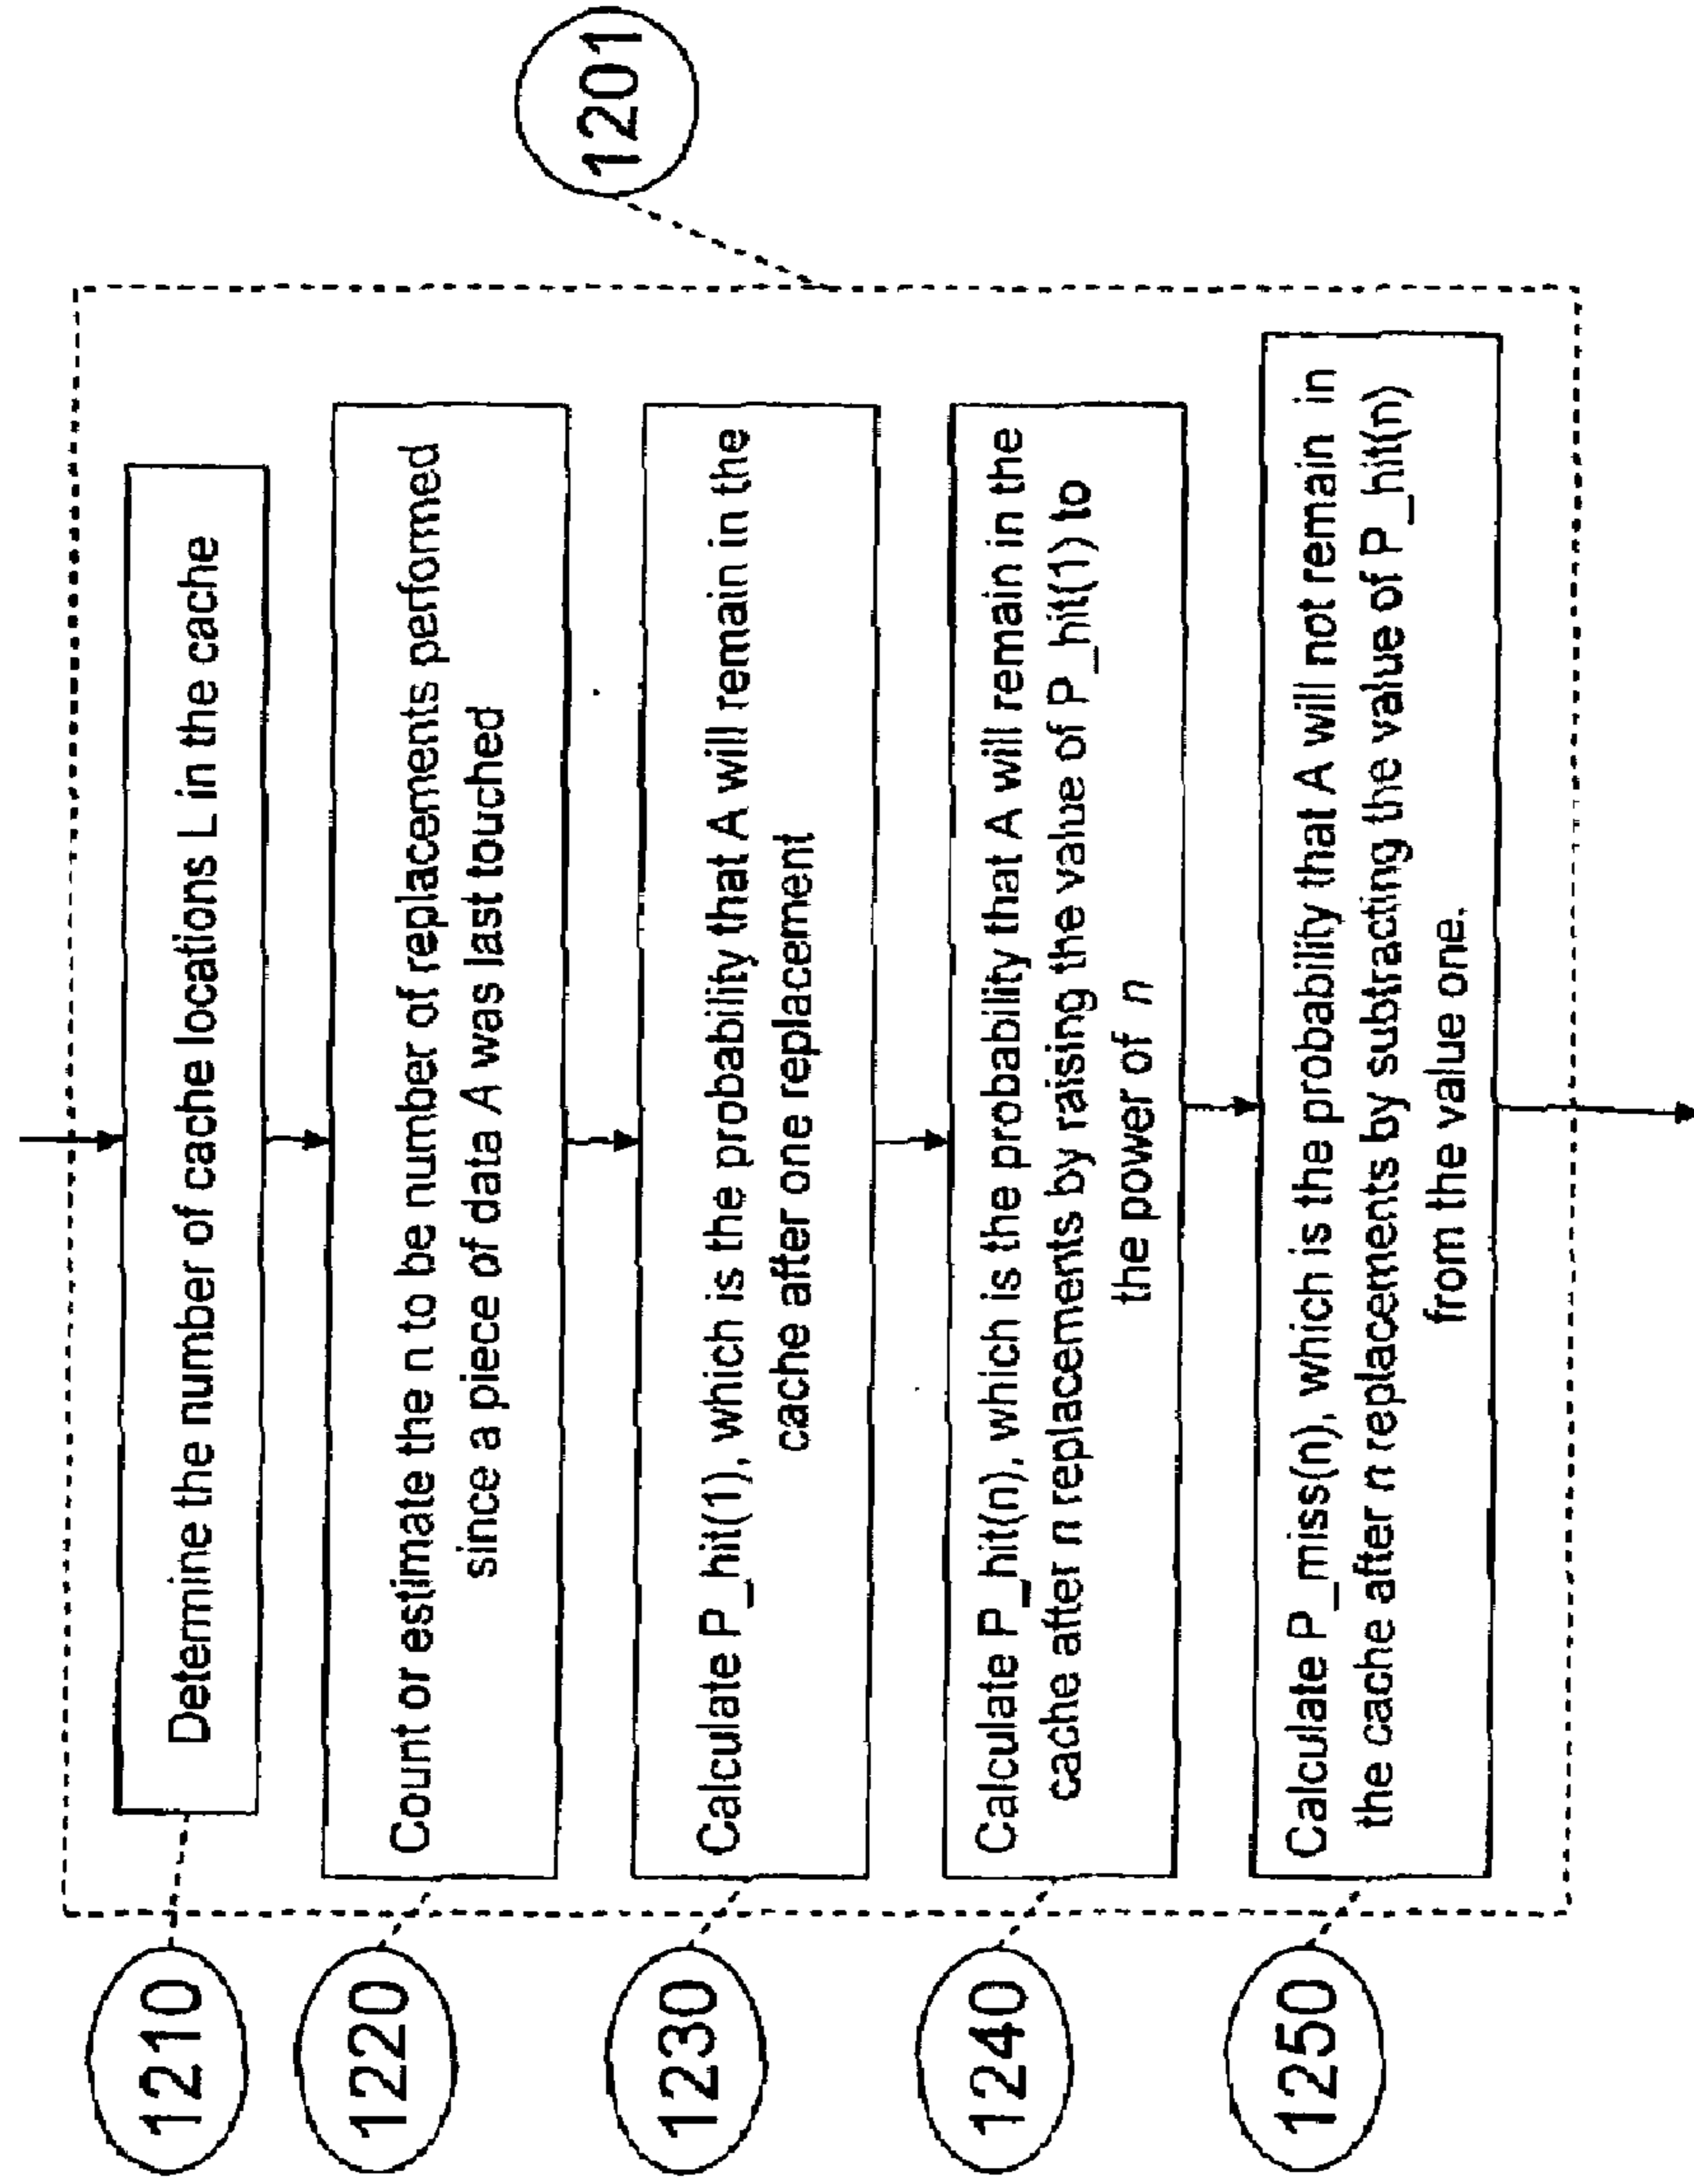 1201
1210
Determine the number of cache locations L in the cache
1220
Count or estimate the n to be number of replacements performed
since a piece of data A was last touched
1230
Calculate P_hit(1), which is the probability that A will remain in the
cache after one replacement
1240
Calculate P_hit(n), which is the probability that A will remain in the
cache after n replacements by raising the value of P_hit(1) to
the power of n
1250
Calculate P_miss(n), which is the probability that A will not remain in
the cache after n replacements by subtracting the value of P_hit(n)
from the value one.